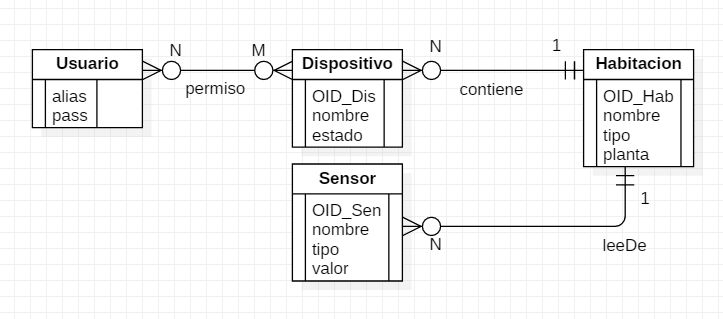 Usuario
alias
pass
N
M
permiso
Dispositivo
OID_Dis
nombre
estado
N
1
contiene
Habitacion
OID_Hab
nombre
tipo
planta
Sensor
OID_Sen
nombre
tipo
valor
N
1
leeDe